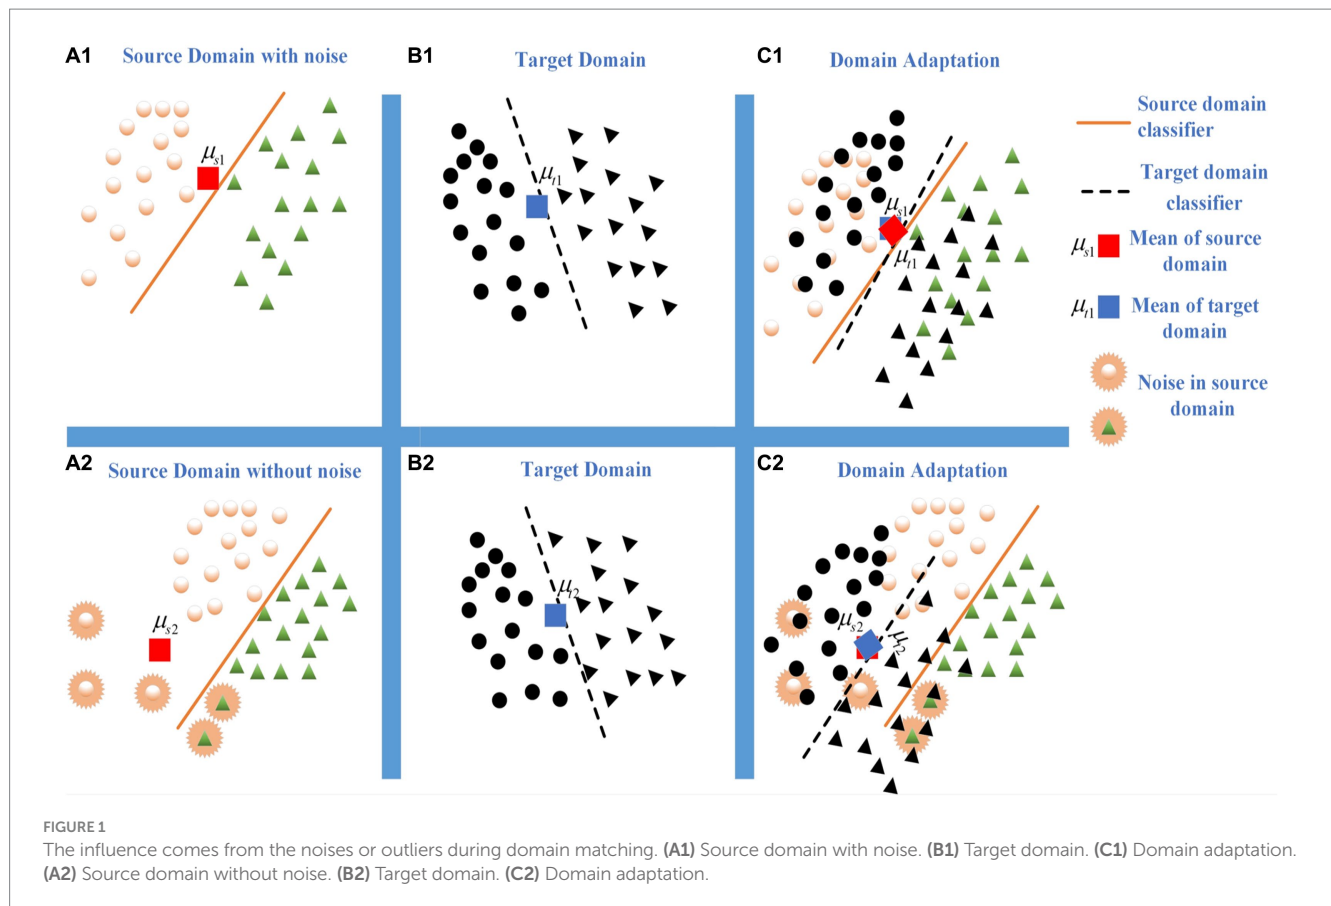 A1
Source Domain with noise
μs1
B1
Target Domain
μt1
C1
Domain Adaptation
μs1
μt1
Source domain
classifier
Target domain
classifier
μs1
Mean of source
domain
μt1
Mean of target
domain
Noise in source
domain
A2
Source Domain without noise
μs2
B2
Target Domain
μt2
C2
Domain Adaptation
μs2
μt2
FIGURE 1
The influence comes from the noises or outliers during domain matching. (A1) Source domain with noise. (B1) Target domain. (C1) Domain adaptation.
(A2) Source domain without noise. (B2) Target domain. (C2) Domain adaptation.